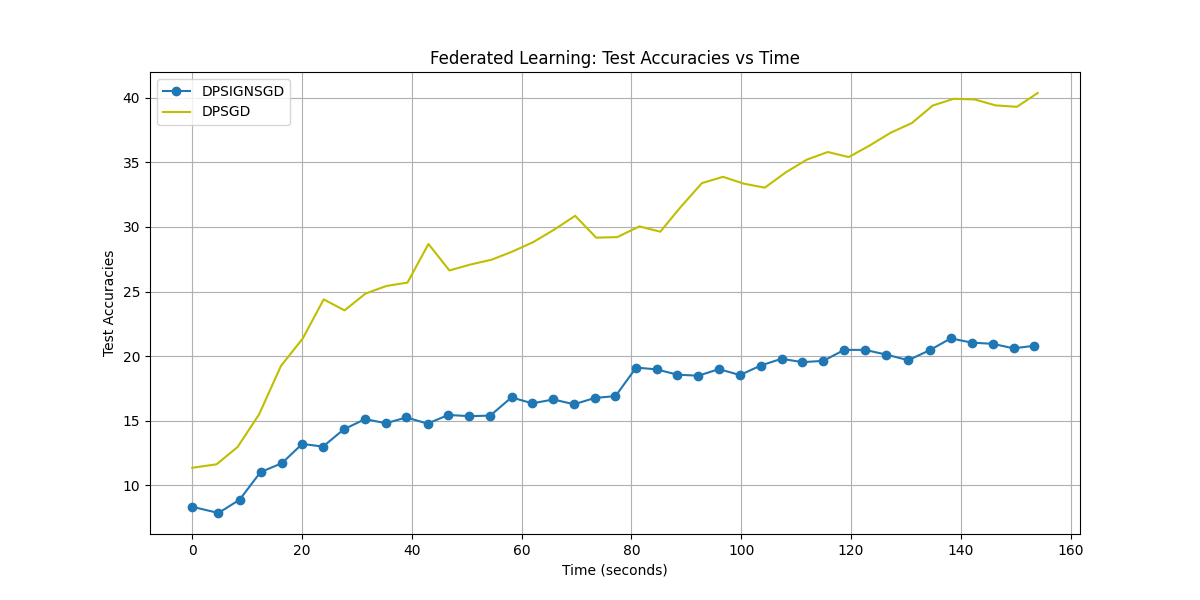 Federated Learning: Test Accuracies vs Time
DPSIGNSGD
DPSGD
Test Accuracies
40
35
30
25
20
15
10
0 20 40 60 80 100 120 140 160
Time (seconds)